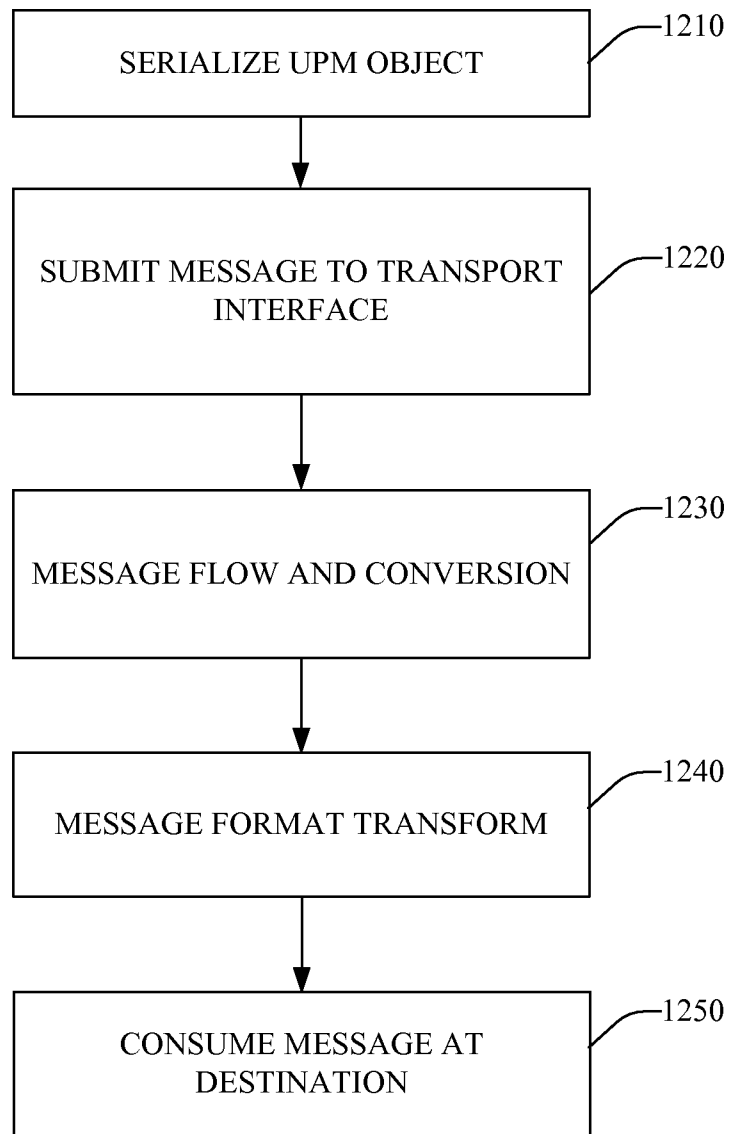 1210
SERIALIZE UPM OBJECT
1220
SUBMIT MESSAGE TO TRANSPORT
INTERFACE
1230
MESSAGE FLOW AND CONVERSION
1240
MESSAGE FORMAT TRANSFORM
1250
CONSUME MESSAGE AT
DESTINATION